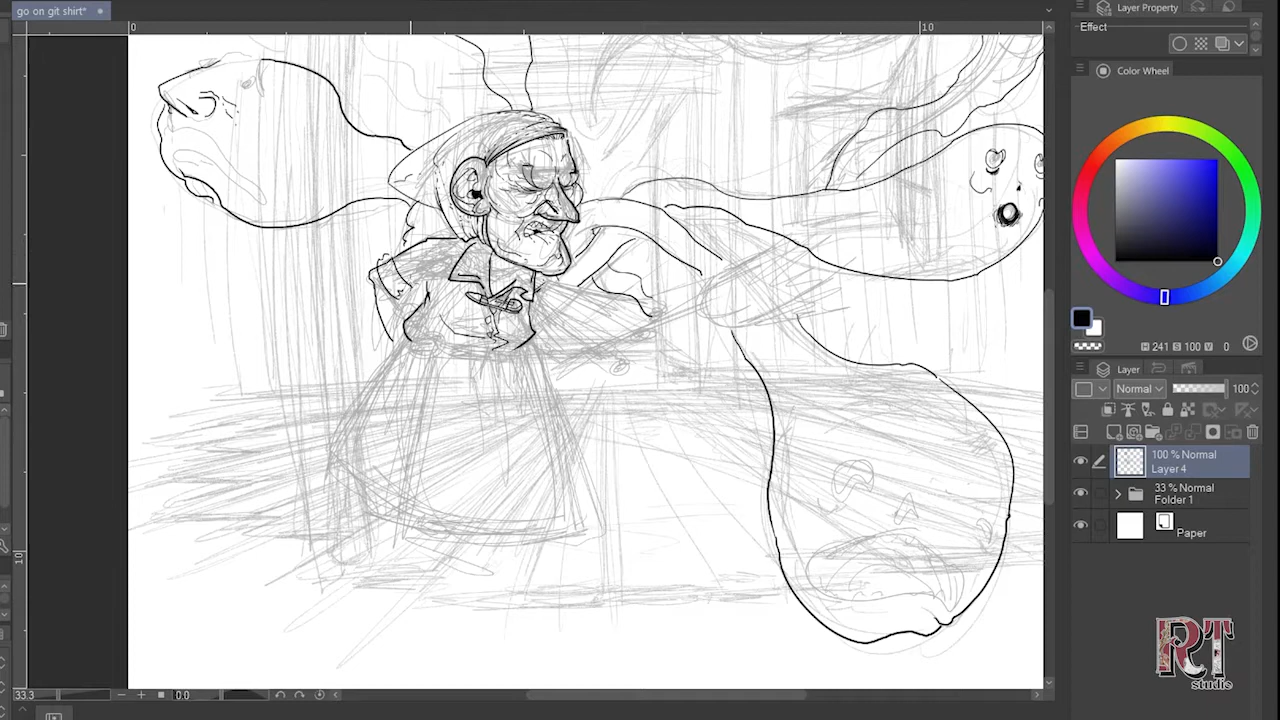 go on git shirt*
Layer Property
0
10
Effect
Color Wheel
H 241 S 100 V 0
Layer
Normal
100
100 % Normal
Layer 4
33 % Normal
Folder 1
Paper
10
33.3
0.0
RT
studio